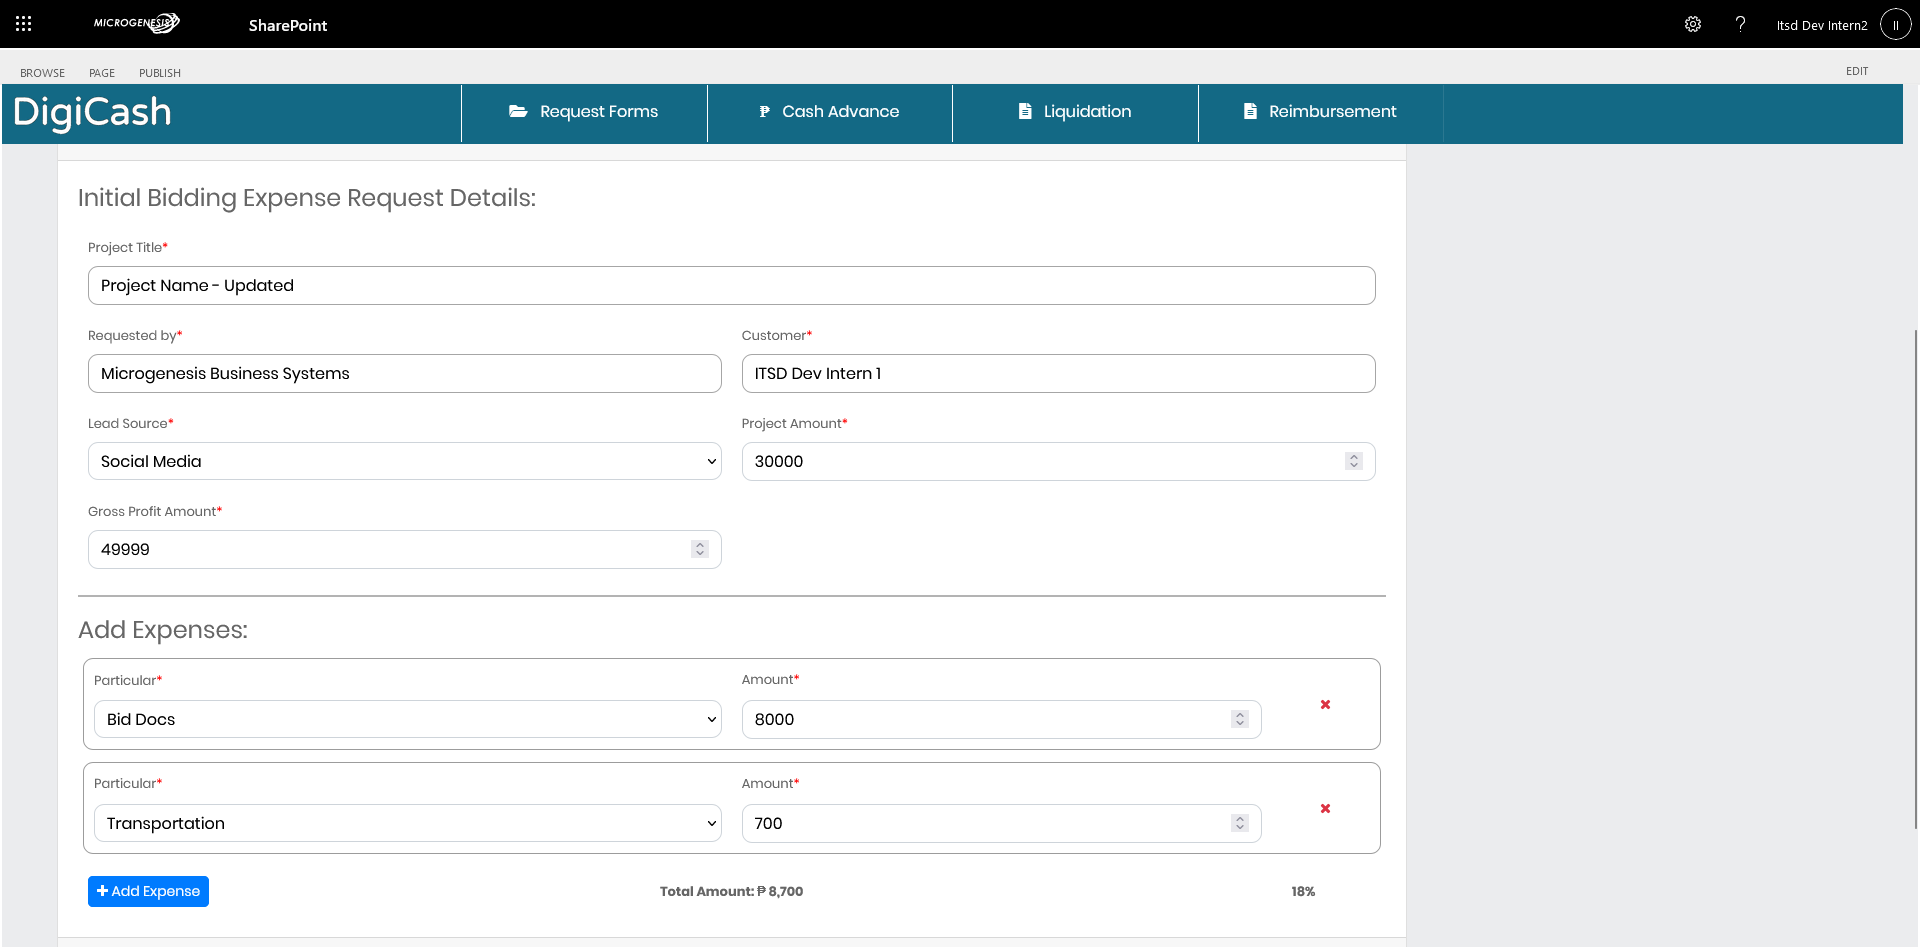 MICROGENESIS
SharePoint
? Itsd Dev Intern2 II
BROWSE PAGE PUBLISH EDIT
DigiCash Request Forms ₱ Cash Advance Liquidation Reimbursement
Initial Bidding Expense Request Details:
Project Title*
Project Name - Updated
Requested by* Customer*
Microgenesis Business Systems ITSD Dev Intern 1
Lead Source* Project Amount*
Social Media 30000
Gross Profit Amount*
49999
Add Expenses:
Particular* Amount*
Bid Docs 8000
Particular* Amount*
Transportation 700
+ Add Expense Total Amount: ₱ 8,700 18%